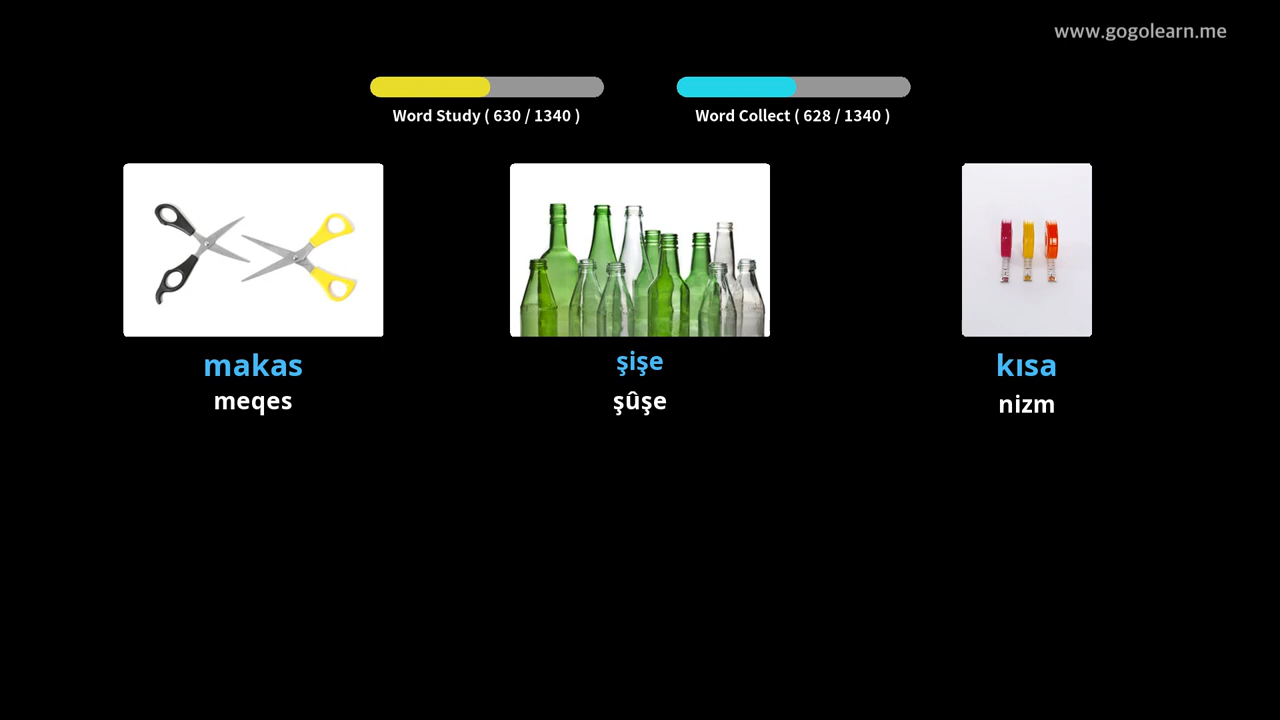 www.gogolearn.me
Word Study ( 630 / 1340 )
Word Collect ( 628 / 1340 )
makas
meqes
şişe
şûşe
kısa
nizm